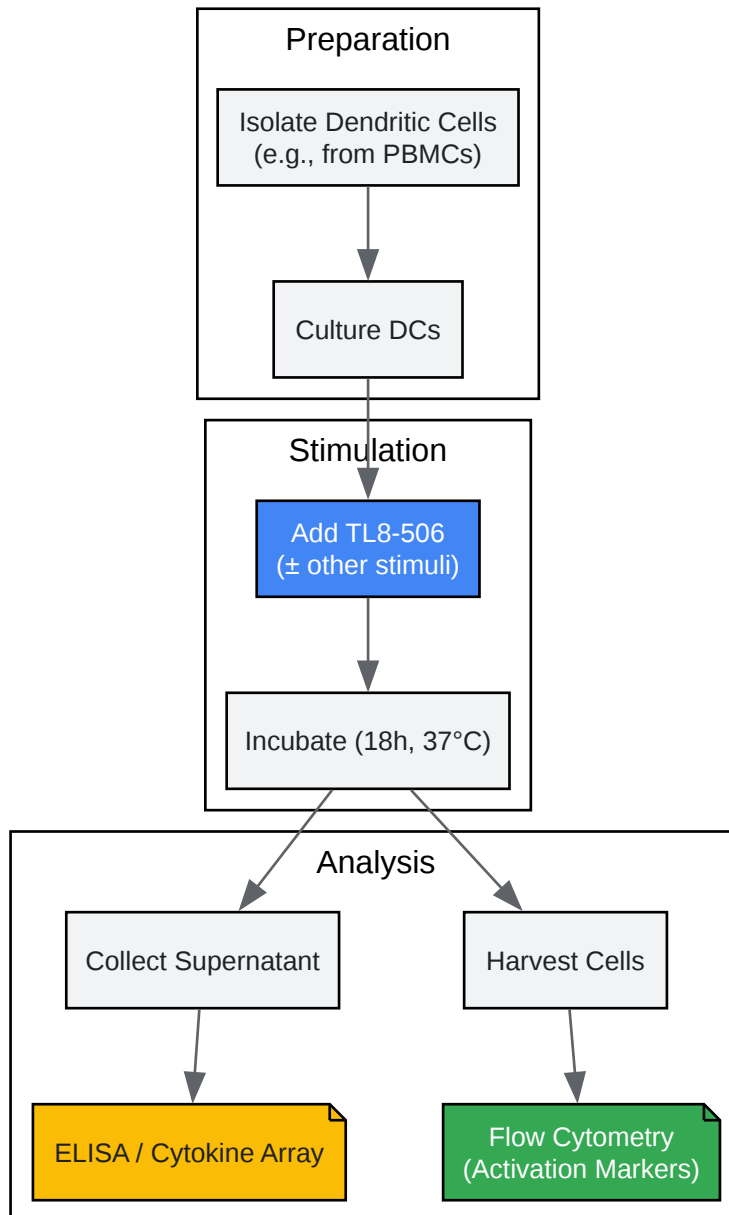 Preparation
Isolate Dendritic Cells
(e.g., from PBMCs)
Culture DCs
Stimulation
Add TL8-506
(± other stimuli)
Incubate (18h, 37°C)
Analysis
Collect Supernatant
Harvest Cells
ELISA / Cytokine Array
Flow Cytometry
(Activation Markers)